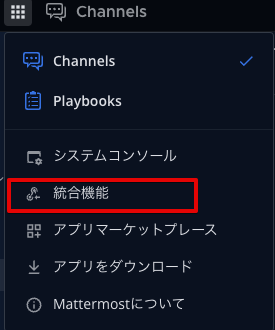 Channels
Channels
Playbooks
システムコンソール
統合機能
アプリマーケットプレース
アプリをダウンロード
Mattermostについて